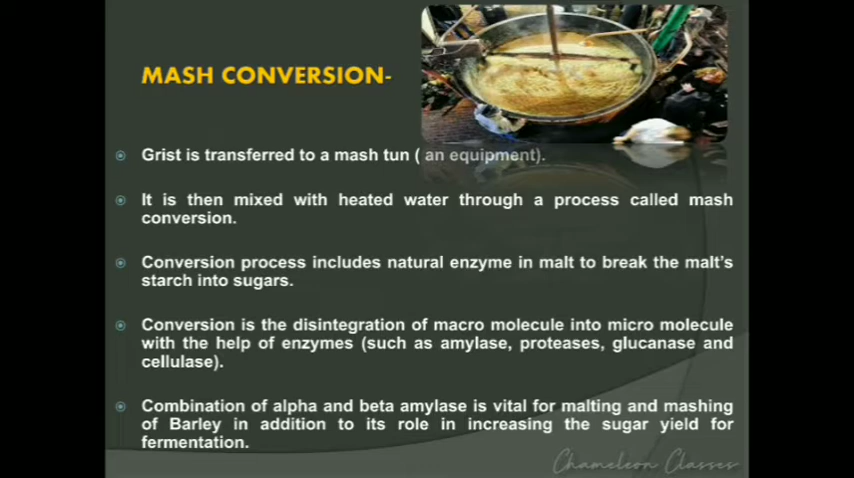 MASH CONVERSION-
Grist is transferred to a mash tun ( an equipment).
It is then mixed with heated water through a process called mash
conversion.
Conversion process includes natural enzyme in malt to break the malt's
starch into sugars.
Conversion is the disintegration of macro molecule into micro molecule
with the help of enzymes (such as amylase, proteases, glucanase and
cellulase).
Combination of alpha and beta amylase is vital for malting and mashing
of Barley in addition to its role in increasing the sugar yield for
fermentation.
Chameleon Classes